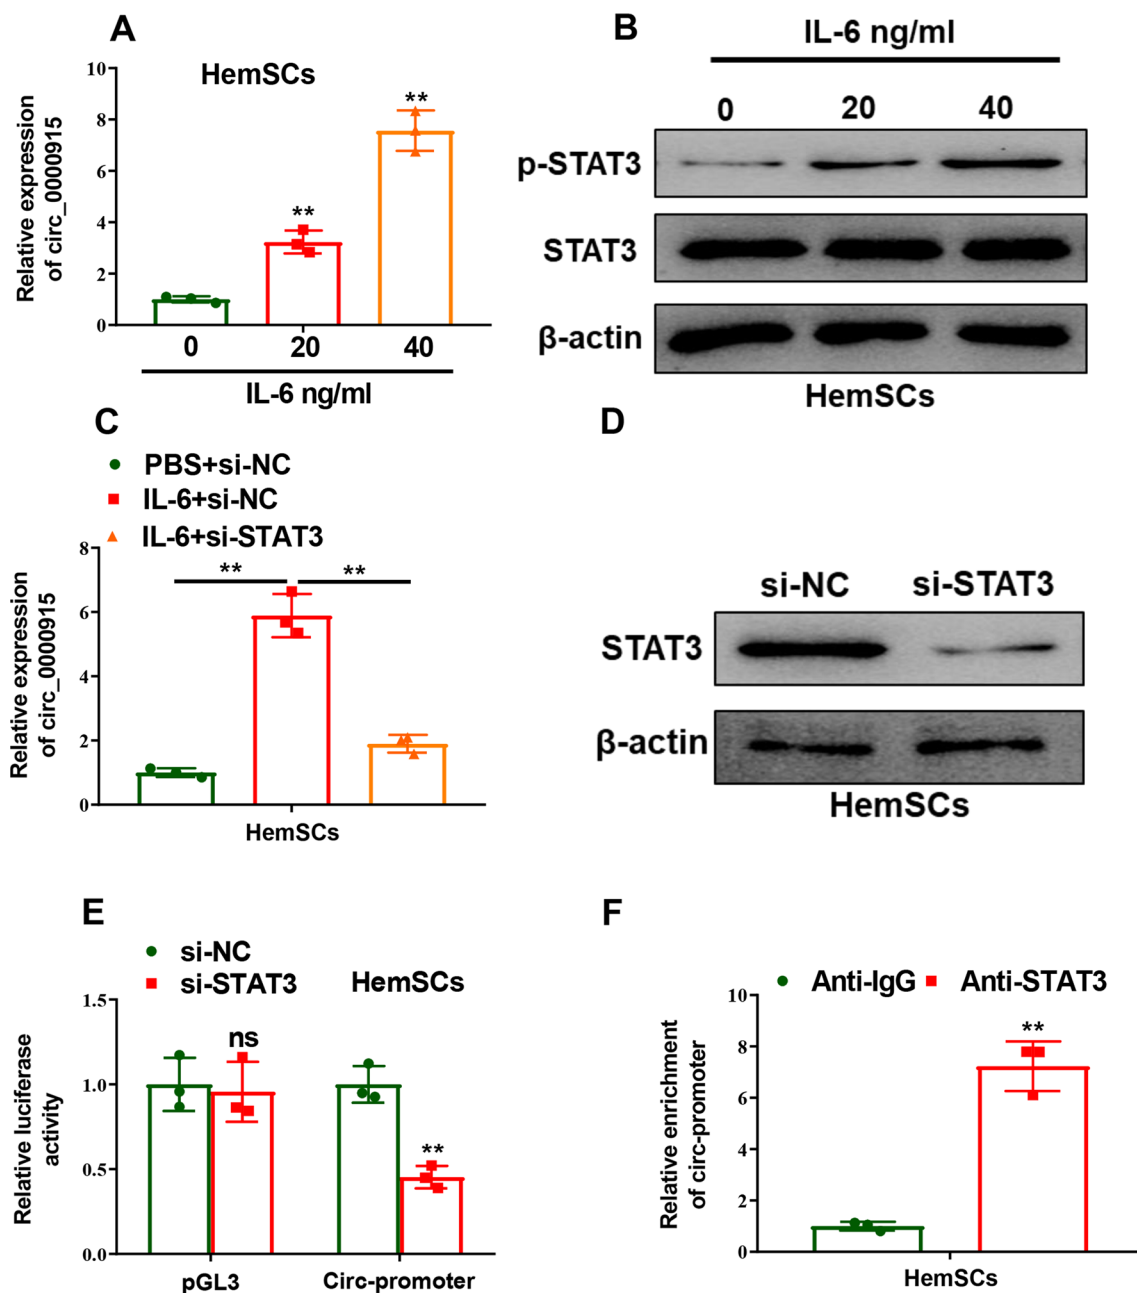 A
HemSCs
Relative expression
of circ_0000915
10
8
6
4
2
0
**
**
0 20 40
IL-6 ng/ml
B
IL-6 ng/ml
0 20 40
p-STAT3
STAT3
β-actin
HemSCs
C
PBS+si-NC
IL-6+si-NC
IL-6+si-STAT3
Relative expression
of circ_0000915
8
6
4
2
0
** **
HemSCs
D
si-NC si-STAT3
STAT3
β-actin
HemSCs
E
si-NC
si-STAT3
HemSCs
Relative luciferase
activity
1.5
1.0
0.5
0.0
ns
**
pGL3 Circ-promoter
F
Anti-IgG Anti-STAT3
Relative enrichment
of circ-promoter
10
8
6
4
2
0
**
HemSCs